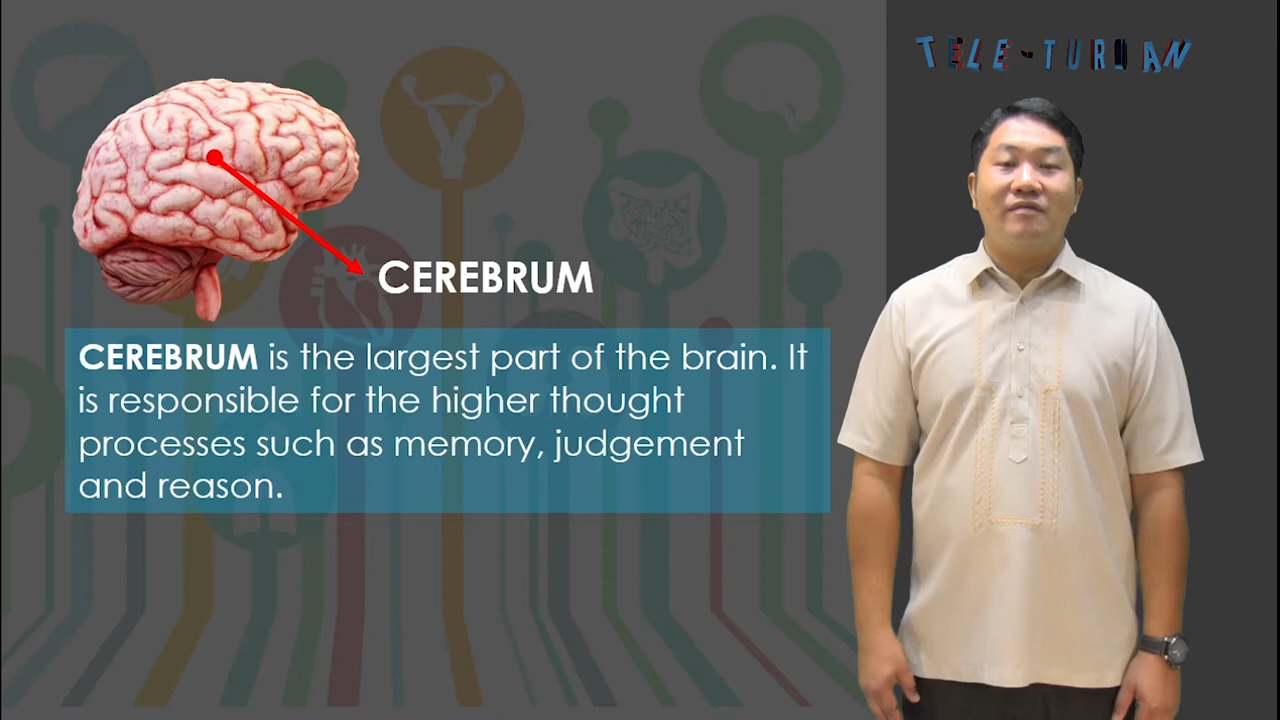 TELE-TURUAN
CEREBRUM
CEREBRUM is the largest part of the brain. It
is responsible for the higher thought
processes such as memory, judgement
and reason.